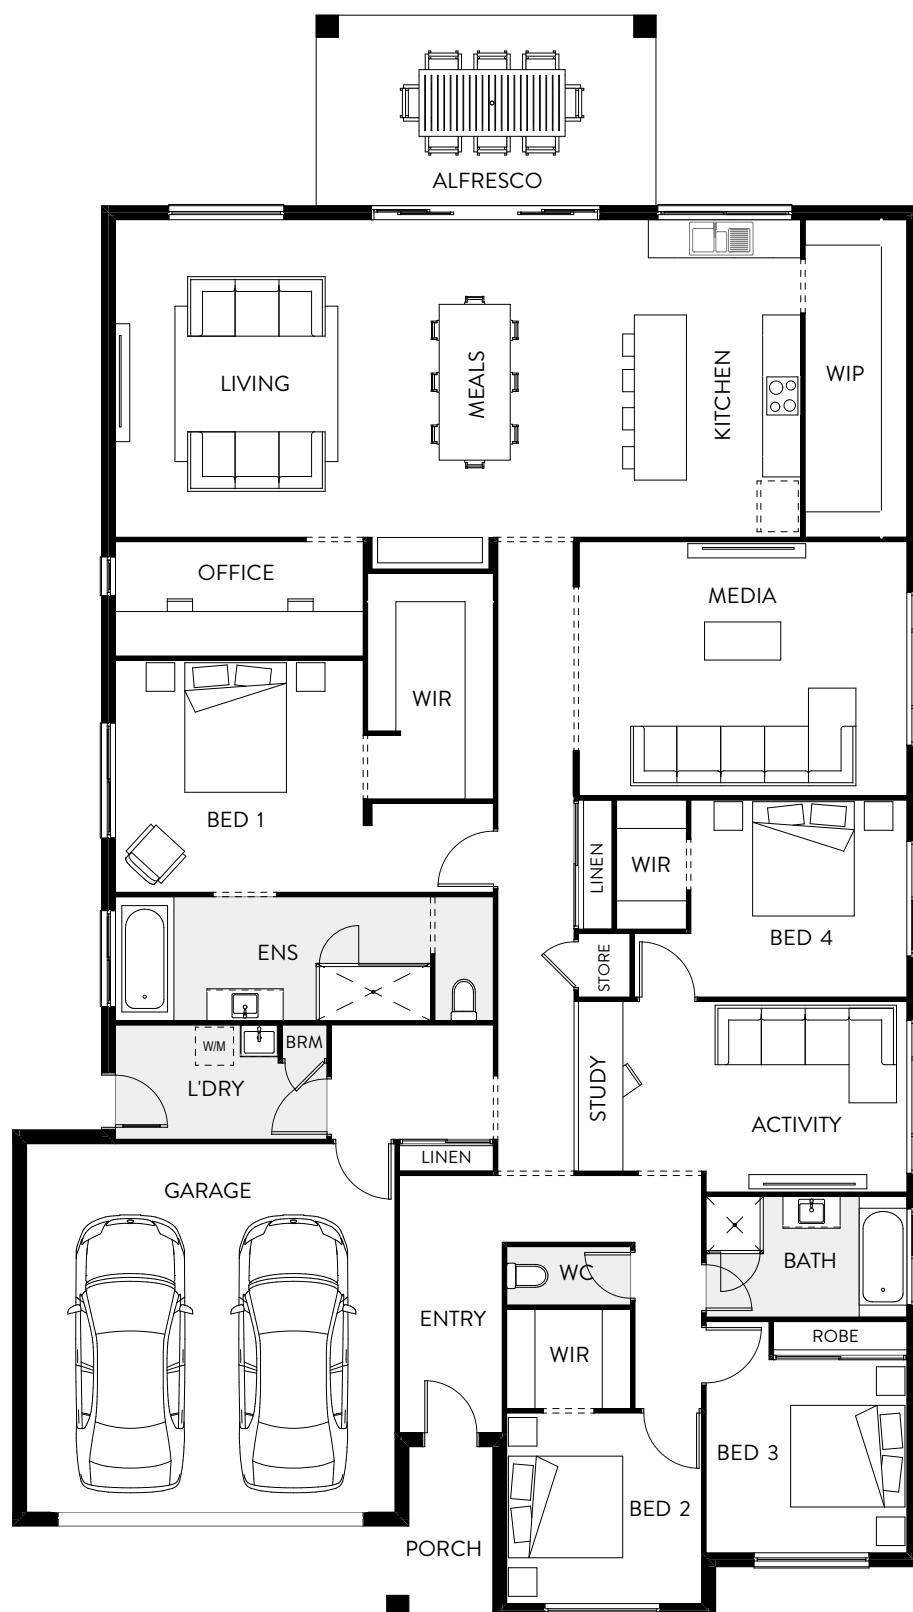 ALFRESCO
LIVING
MEALS
KITCHEN
WIP
OFFICE
MEDIA
WIR
BED 1
LINEN
WIR
BED 4
ENS
STORE
W/M
BRM
L'DRY
STUDY
ACTIVITY
LINEN
GARAGE
BATH
WC
ENTRY
ROBE
WIR
BED 3
BED 2
PORCH